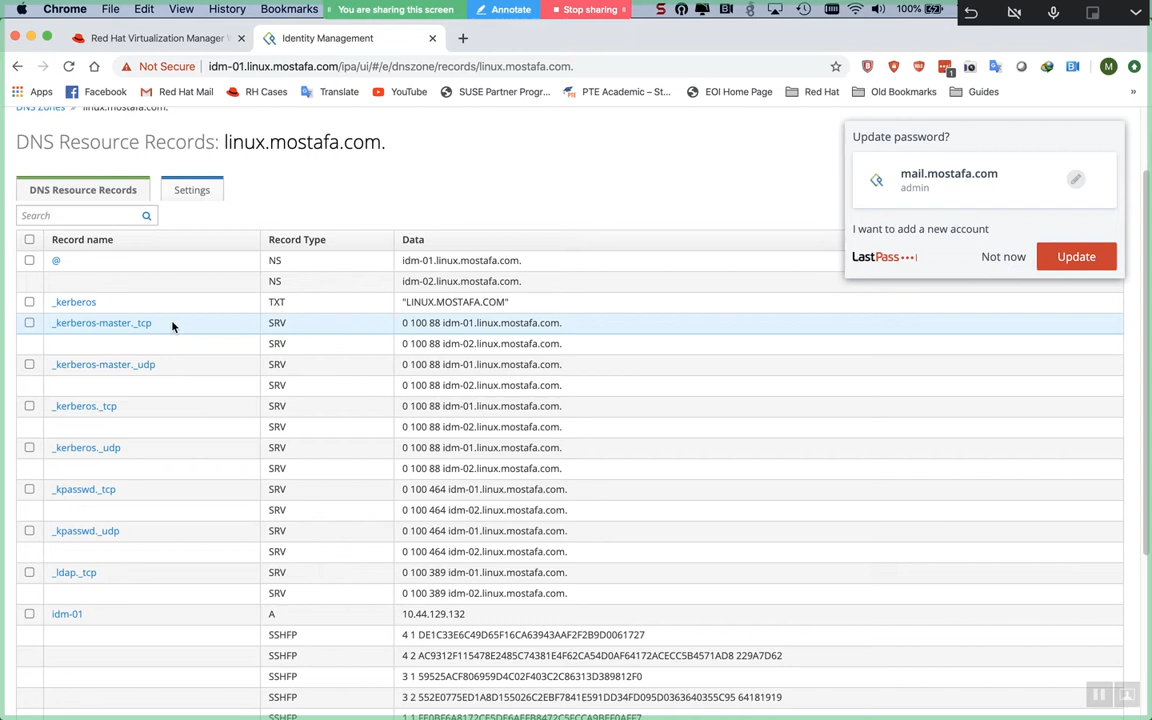 Chrome File Edit View History Bookmarks You are sharing this screen Annotate Stop sharing 100%
Red Hat Virtualization Manager Identity Management
Not Secure idm-01.linux.mostafa.com/ipa/ui/#/e/dnszone/records/linux.mostafa.com. 1 M
Apps Facebook Red Hat Mail RH Cases Translate YouTube SUSE Partner Progr... PTE Academic – St... EOI Home Page Red Hat Old Bookmarks Guides »
DNS Zones » linux.mostafa.com.
DNS Resource Records: linux.mostafa.com.
Update password?
mail.mostafa.com
admin
I want to add a new account
LastPass Not now Update
DNS Resource Records Settings
Search
Record name Record Type Data
@ NS idm-01.linux.mostafa.com.
NS idm-02.linux.mostafa.com.
_kerberos TXT "LINUX.MOSTAFA.COM"
_kerberos-master._tcp SRV 0 100 88 idm-01.linux.mostafa.com.
SRV 0 100 88 idm-02.linux.mostafa.com.
_kerberos-master._udp SRV 0 100 88 idm-01.linux.mostafa.com.
SRV 0 100 88 idm-02.linux.mostafa.com.
_kerberos._tcp SRV 0 100 88 idm-01.linux.mostafa.com.
SRV 0 100 88 idm-02.linux.mostafa.com.
_kerberos._udp SRV 0 100 88 idm-01.linux.mostafa.com.
SRV 0 100 88 idm-02.linux.mostafa.com.
_kpasswd._tcp SRV 0 100 464 idm-01.linux.mostafa.com.
SRV 0 100 464 idm-02.linux.mostafa.com.
_kpasswd._udp SRV 0 100 464 idm-01.linux.mostafa.com.
SRV 0 100 464 idm-02.linux.mostafa.com.
_ldap._tcp SRV 0 100 389 idm-01.linux.mostafa.com.
SRV 0 100 389 idm-02.linux.mostafa.com.
idm-01 A 10.44.129.132
SSHFP 4 1 DE1C33E6C49D65F16CA63943AAF2F2B9D0061727
SSHFP 4 2 AC9312F115478E2485C74381E4F62CA54D0AF64172ACECC5B4571AD8 229A7D62
SSHFP 3 1 59525ACF806959D4C02F403C2C86313D389812F0
SSHFP 3 2 552E0775ED1A8D155026C2EBF7841E591DD34FD095D0363640355C95 64181919
SSHFP